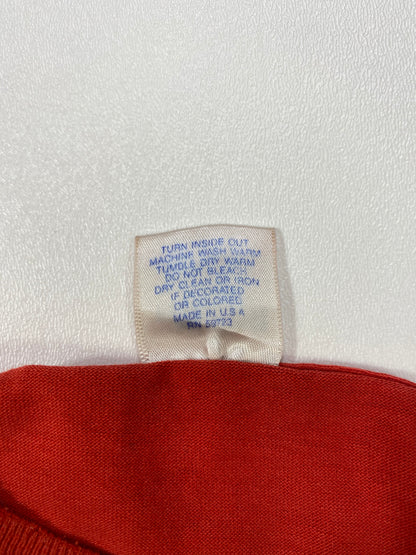 TURN INSIDE OUT
MACHINE WASH WARM
TUMBLE DRY WARM
DO NOT BLEACH
DRY CLEAN OR IRON
IF DECORATED
OR COLORED
MADE IN U.S.A
RN 59723